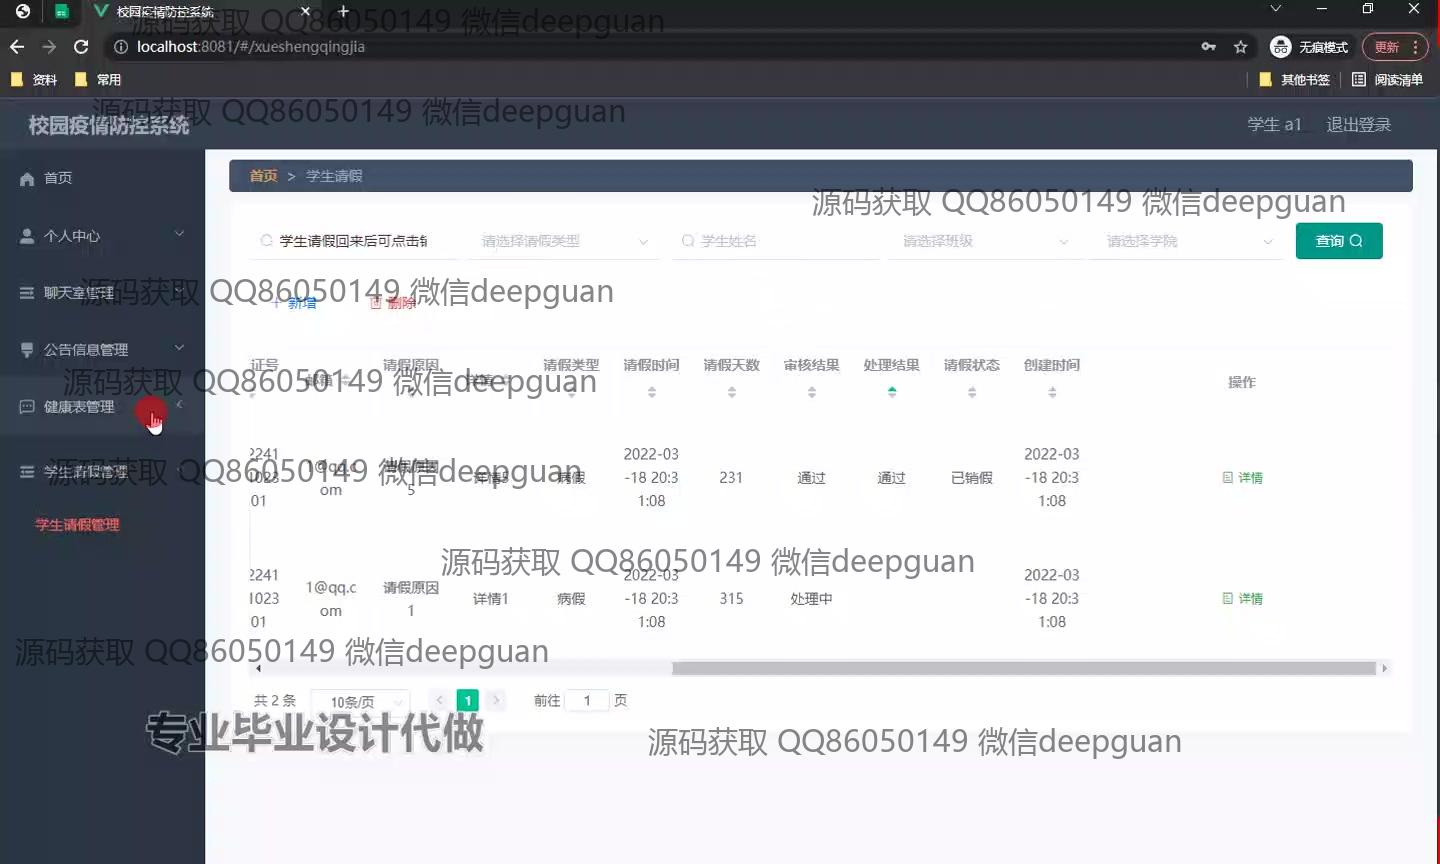 校园疫情防控系统
localhost:8081/#/xueshengqingjia
无痕模式
更新
资料
常用
其他书签
阅读清单
源码获取 QQ86050149 微信deepguan
源码获取 QQ86050149 微信deepguan
校园疫情防控系统
学生 a1
退出登录
首页
个人中心
聊天室管理
公告信息管理
健康表管理
学生请假管理
学生请假管理
首页 > 学生请假
源码获取 QQ86050149 微信deepguan
学生请假回来后可点击销
请选择请假类型
学生姓名
请选择班级
请选择学院
查询
源码获取 QQ86050149 微信deepguan
+ 新增
删除
证号 邮箱 请假原因 详情 请假类型 请假时间 请假天数 审核结果 处理结果 请假状态 创建时间 操作
源码获取 QQ86050149 微信deepguan
2241
1023
01
1@qq.c
om
请假原因
5
详情5
病假
2022-03
-18 20:3
1:08
231
通过
通过
已销假
2022-03
-18 20:3
1:08
详情
源码获取 QQ86050149 微信deepguan
源码获取 QQ86050149 微信deepguan
2241
1023
01
1@qq.c
om
请假原因
1
详情1
病假
2022-03
-18 20:3
1:08
315
处理中
2022-03
-18 20:3
1:08
详情
源码获取 QQ86050149 微信deepguan
共 2 条
10条/页
1
前往 1 页
专业毕业设计代做
源码获取 QQ86050149 微信deepguan